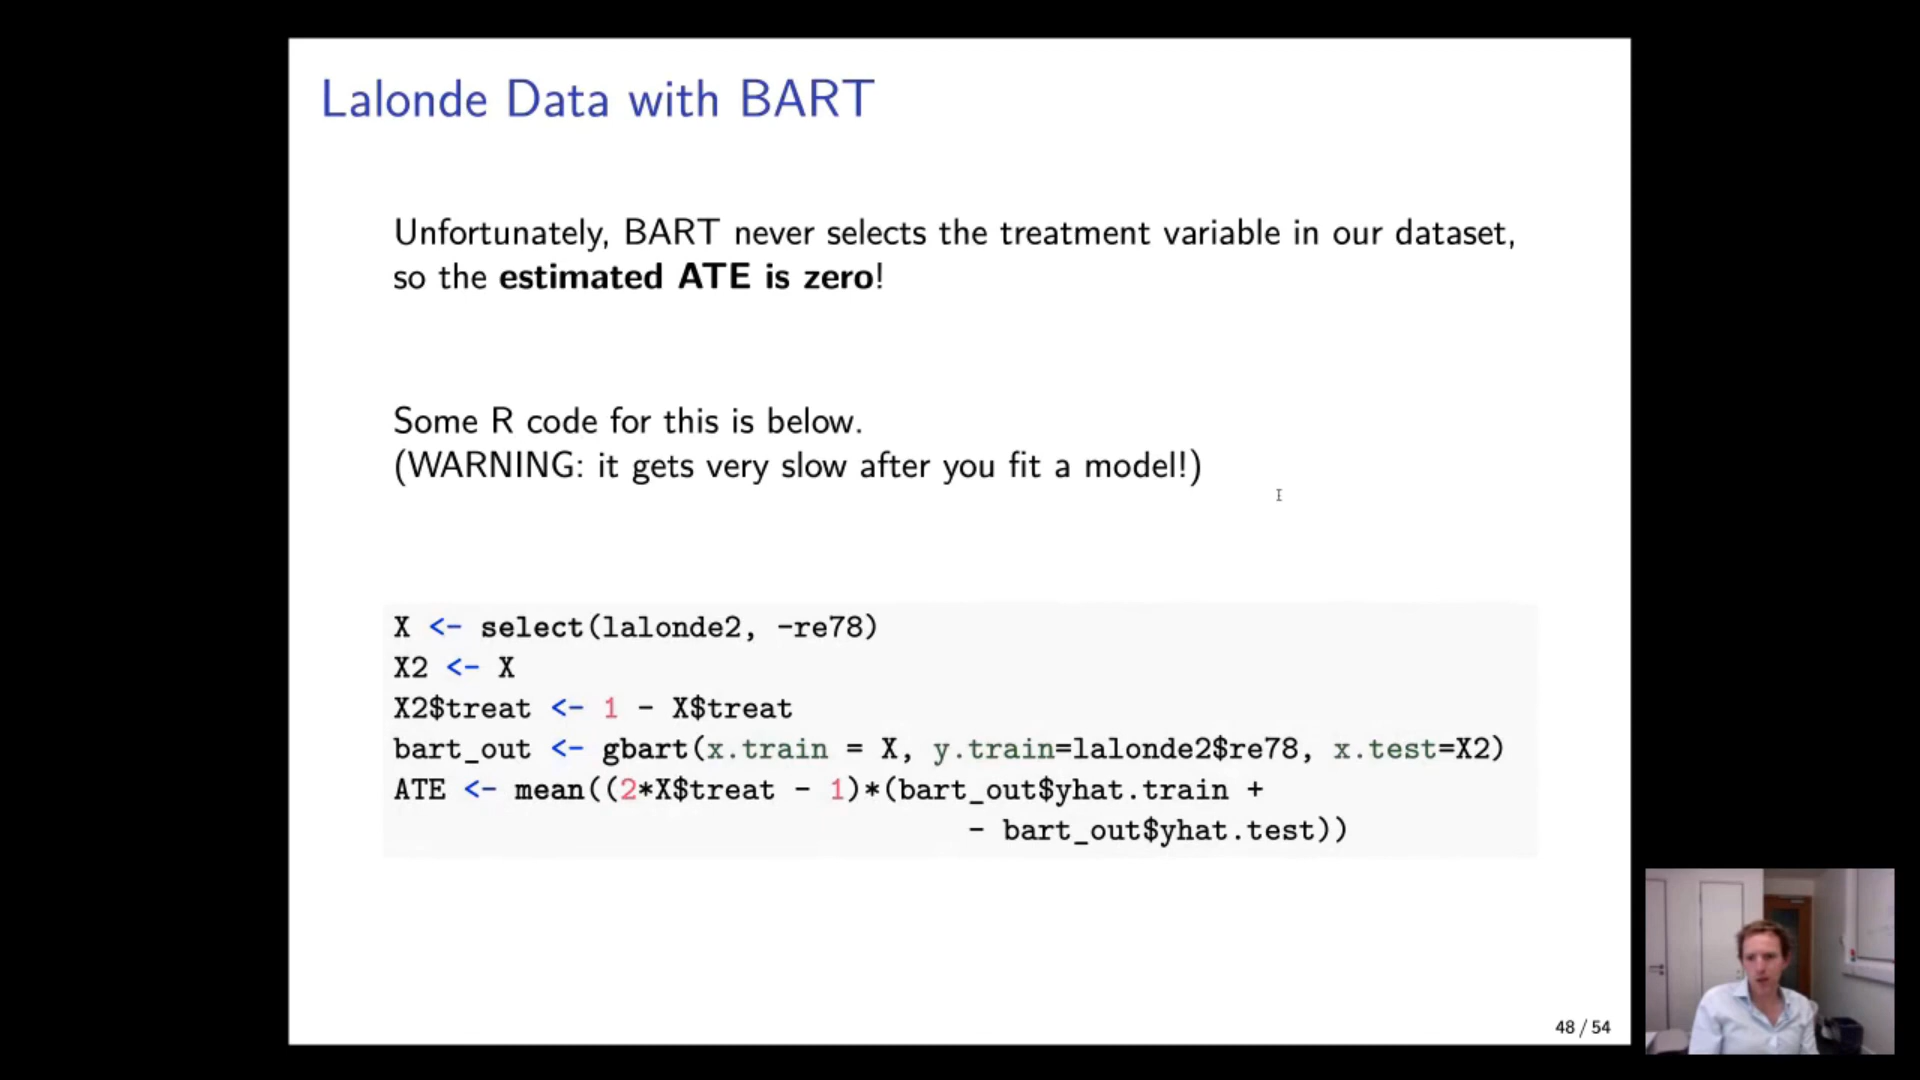 Lalonde Data with BART
Unfortunately, BART never selects the treatment variable in our dataset,
so the estimated ATE is zero!
Some R code for this is below.
(WARNING: it gets very slow after you fit a model!)
X <- select(lalonde2, -re78)
X2 <- X
X2$treat <- 1 - X$treat
bart_out <- gbart(x.train = X, y.train=lalonde2$re78, x.test=X2)
ATE <- mean((2*X$treat - 1)*(bart_out$yhat.train +
- bart_out$yhat.test))
48 / 54